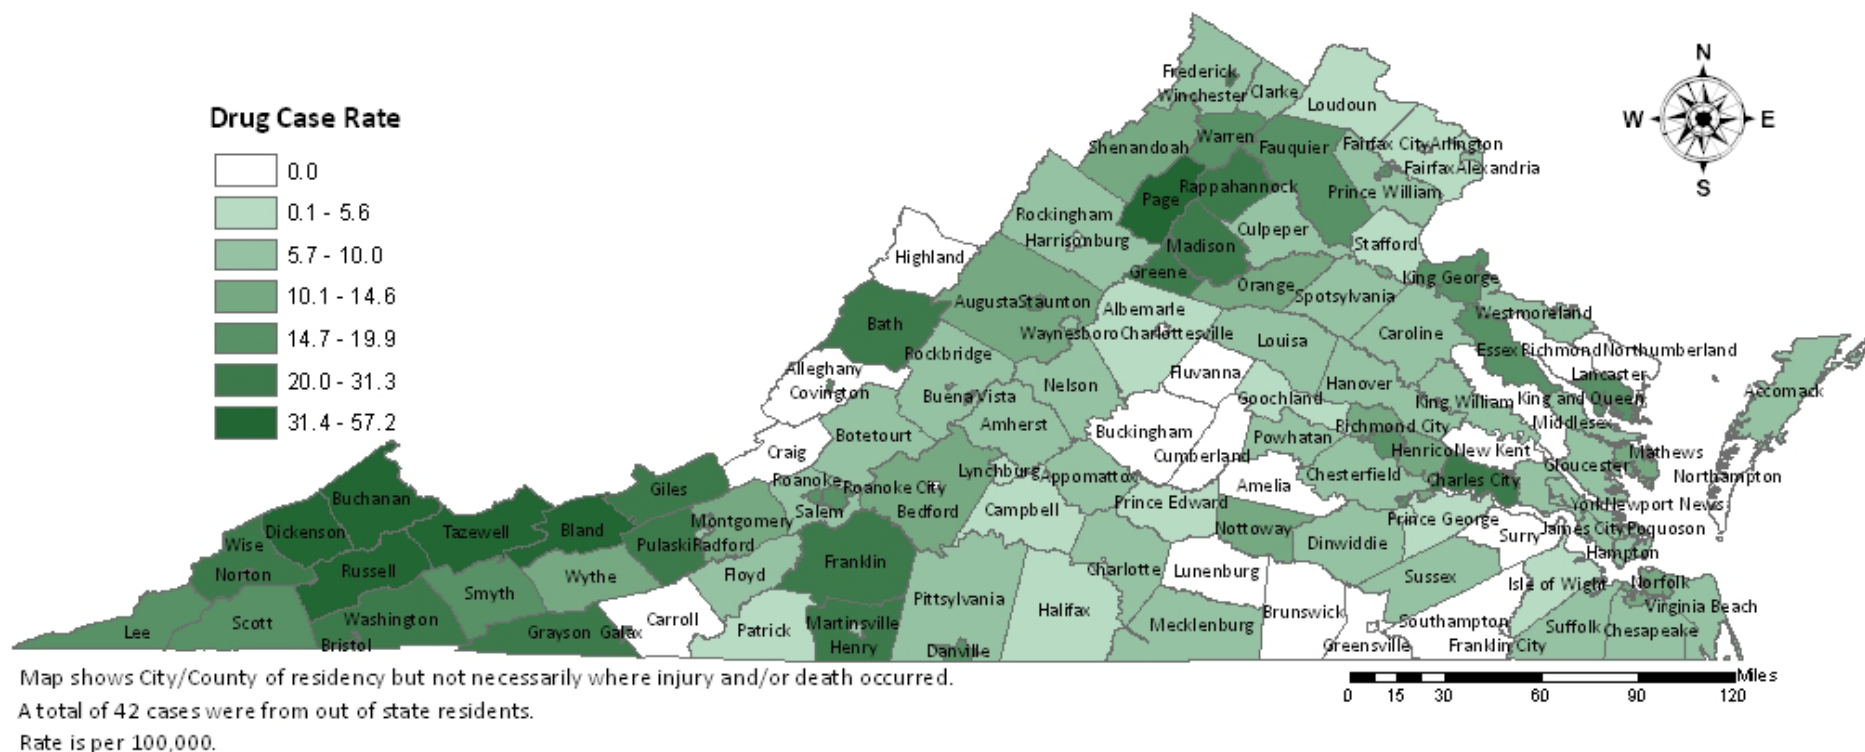 N
W
E
S
Drug Case Rate
0.0
0.1 - 5.6
5.7 - 10.0
10.1 - 14.6
14.7 - 19.9
20.0 - 31.3
31.4 - 57.2
Frederick
Winchester
Clarke
Loudoun
Shenandoah
Warren
Fauquier
Fairfax City
Arlington
Fairfax
Alexandria
Page
Rappahannock
Prince William
Rockingham
Harrisonburg
Madison
Culpeper
Stafford
Highland
Greene
King George
Augusta
Staunton
Orange
Spotsylvania
Albemarle
Westmoreland
Bath
Waynesboro
Charlottesville
Louisa
Caroline
Rockbridge
Essex
Richmond
Northumberland
Alleghany
Covington
Nelson
Fluvanna
Hanover
Lancaster
Accomack
Buena Vista
Goochland
King William
King and Queen
Amherst
Middlesex
Botetourt
Buckingham
Powhatan
Richmond City
Craig
Cumberland
Henrico
New Kent
Mathews
Lynchburg
Appomattox
Chesterfield
Gloucester
Northampton
Roanoke
Roanoke City
Amelia
Charles City
Giles
Buchanan
Salem
Bedford
Campbell
Prince Edward
York
Newport News
Montgomery
Prince George
James City
Poquoson
Dickenson
Tazewell
Bland
Nottoway
Surry
Wise
Pulaski
Radford
Dinwiddie
Hampton
Norton
Russell
Wythe
Floyd
Franklin
Charlotte
Lunenburg
Sussex
Isle of Wight
Norfolk
Smyth
Pittsylvania
Halifax
Brunswick
Virginia Beach
Lee
Scott
Washington
Grayson
Galax
Carroll
Patrick
Martinsville
Mecklenburg
Southampton
Suffolk
Chesapeake
Bristol
Henry
Danville
Greensville
Franklin City
Map shows City/County of residency but not necessarily where injury and/or death occurred.
A total of 42 cases were from out of state residents.
Rate is per 100,000.
Miles
0 15 30 60 90 120